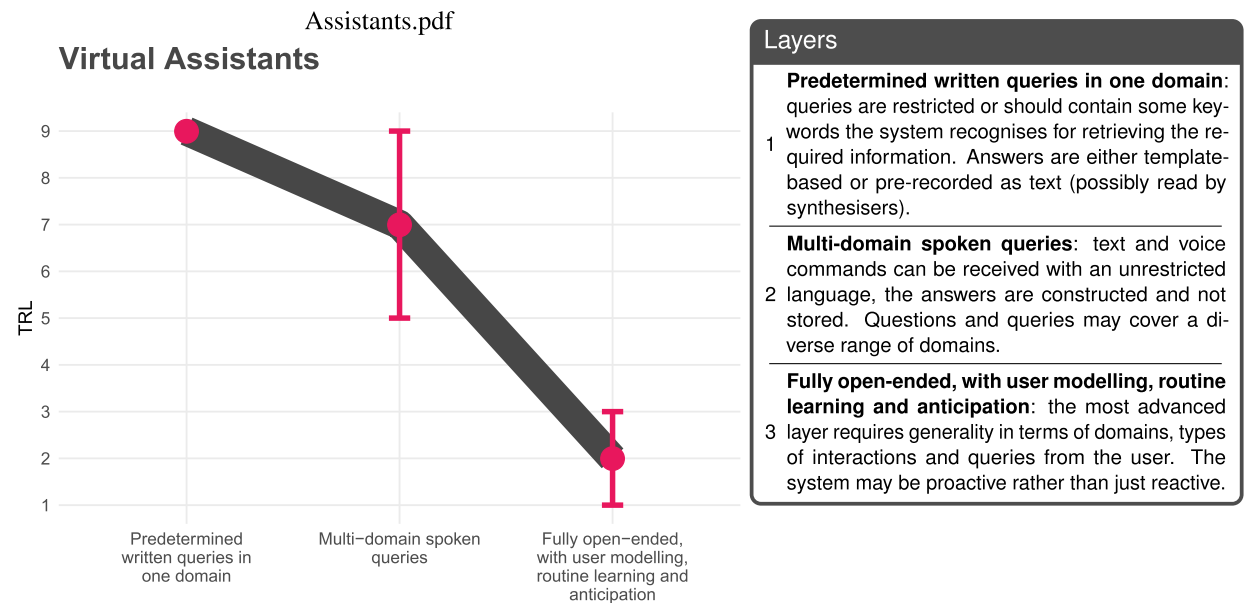 Assistants.pdf
Virtual Assistants
TRL
9
8
7
6
5
4
3
2
1
Predetermined
written queries in
one domain
Multi−domain spoken
queries
Fully open−ended,
with user modelling,
routine learning and
anticipation
Layers
1
Predetermined written queries in one domain:
queries are restricted or should contain some key-
words the system recognises for retrieving the re-
quired information. Answers are either template-
based or pre-recorded as text (possibly read by
synthesisers).
2
Multi-domain spoken queries: text and voice
commands can be received with an unrestricted
language, the answers are constructed and not
stored. Questions and queries may cover a di-
verse range of domains.
3
Fully open-ended, with user modelling, routine
learning and anticipation: the most advanced
layer requires generality in terms of domains, types
of interactions and queries from the user. The
system may be proactive rather than just reactive.